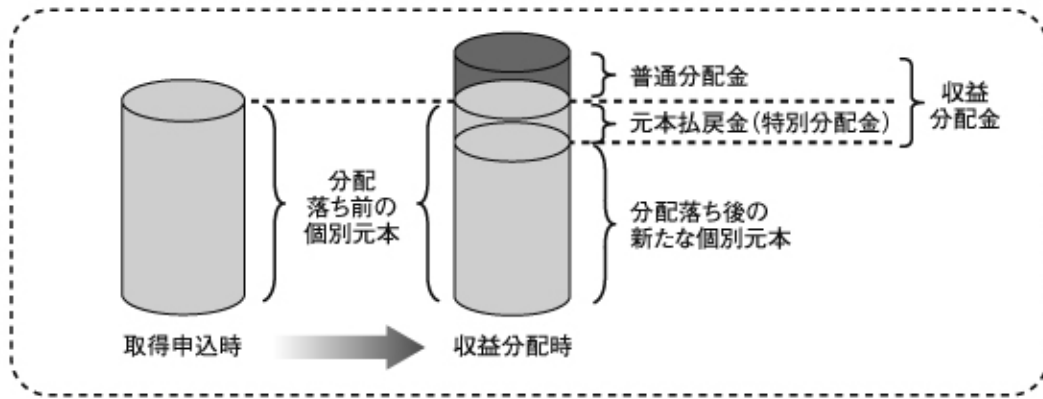 普通分配金
元本払戻金(特別分配金)
収益
分配金
分配
落ち前の
個別元本
分配落ち後の
新たな個別元本
取得申込時
収益分配時